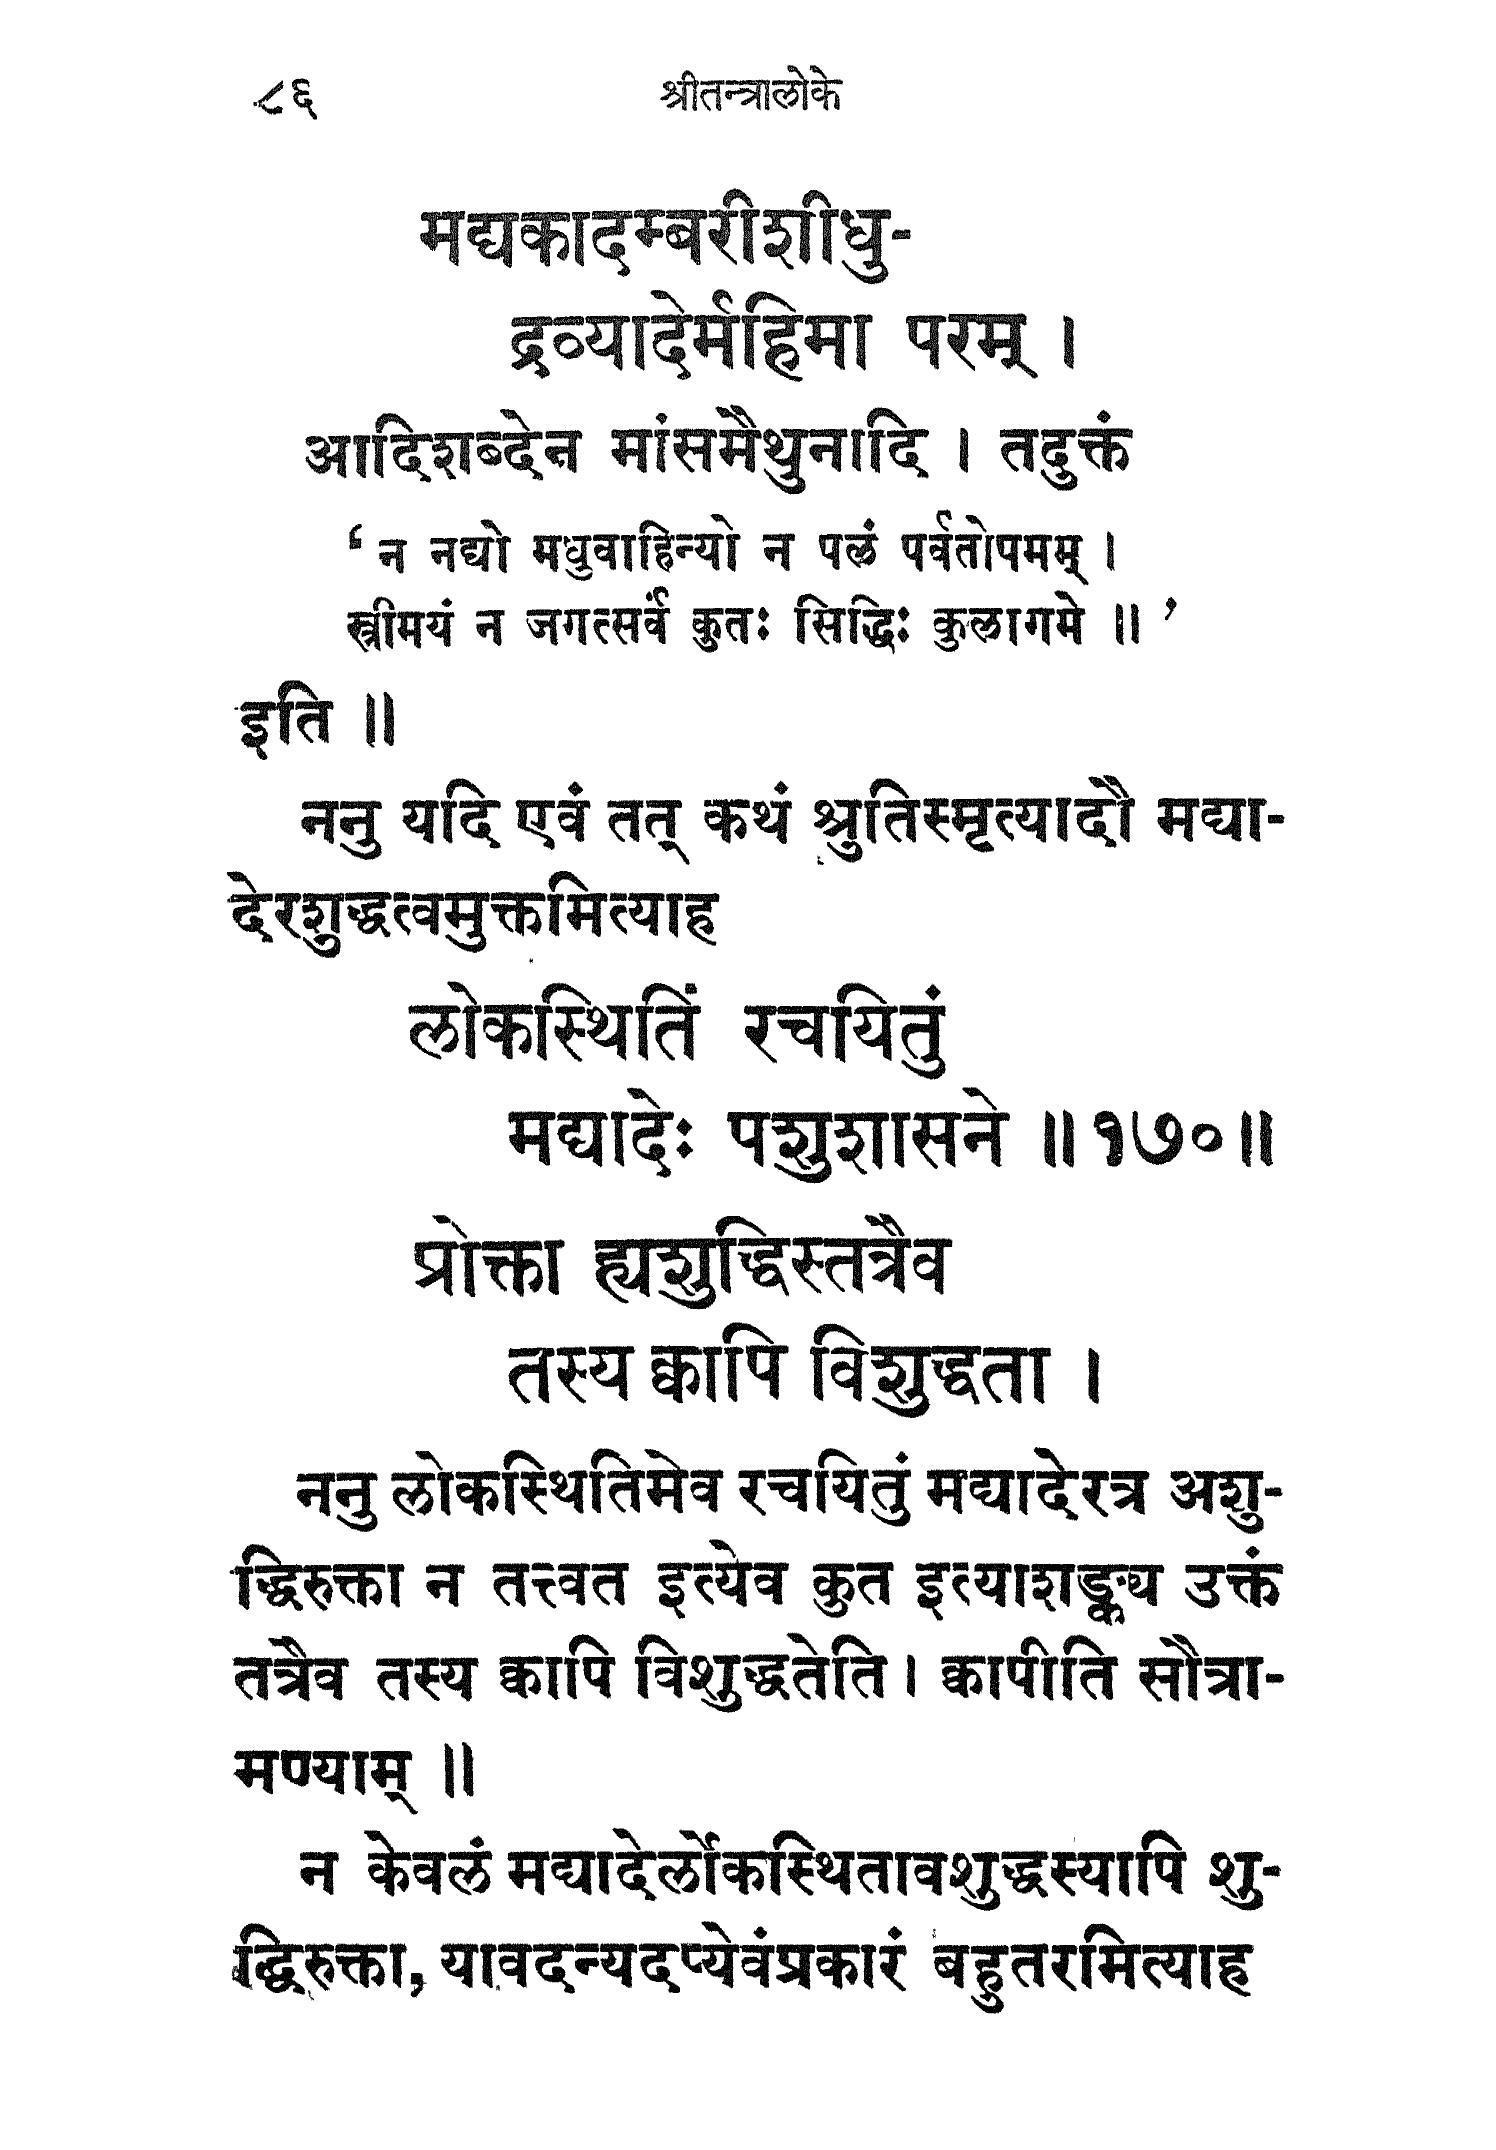 ८६ श्रीतन्त्रालोके
मद्यकादम्बरीशीधु-
द्रव्यादेर्महिमा परम् ।
आदिशब्देन मांसमैथुनादि । तदुक्तं
‘ न नद्यो मधुवाहिन्यो न पलं पर्वतोपमम् ।
स्त्रीमयं न जगत्सर्वं कुतः सिद्धिः कुलागमे ॥ ’
इति ॥
ननु यदि एवं तत् कथं श्रुतिस्मृत्यादौ मद्या-
देरशुद्धत्वमुक्तमित्याह
लोकस्थितिं रचयितुं
मद्यादेः पशुशासने ॥ १७० ॥
प्रोक्ता ह्यशुद्धिस्तत्रैव
तस्य क्वापि विशुद्धता ।
ननु लोकस्थितिमेव रचयितुं मद्यादेरत्र अशु-
द्धिरुक्ता न तत्त्वत इत्येव कुत इत्याशङ्क्य उक्तं
तत्रैव तस्य क्वापि विशुद्धतेति । क्वापीति सौत्रा-
मण्याम् ॥
न केवलं मद्यादेर्लोकस्थितावशुद्धस्यापि शु-
द्धिरुक्ता, यावदन्यदप्येवंप्रकारं बहुतरमित्याह